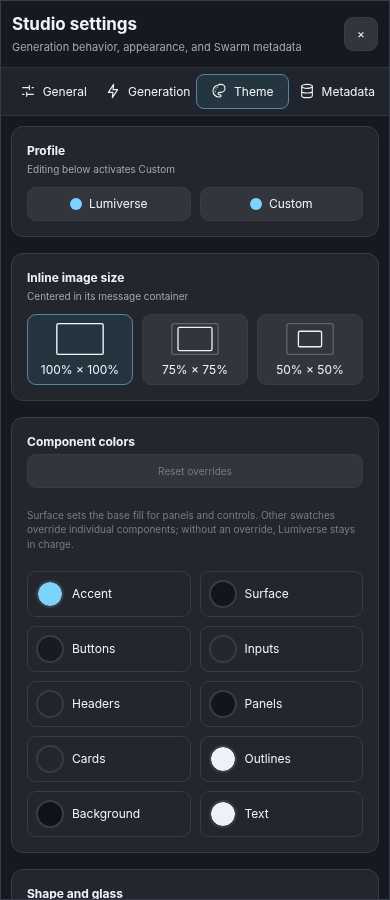 Studio settings
Generation behavior, appearance, and Swarm metadata
×
General
Generation
Theme
Metadata
Profile
Editing below activates Custom
Lumiverse
Custom
Inline image size
Centered in its message container
100% × 100%
75% × 75%
50% × 50%
Component colors
Reset overrides
Surface sets the base fill for panels and controls. Other swatches
override individual components; without an override, Lumiverse stays
in charge.
Accent
Surface
Buttons
Inputs
Headers
Panels
Cards
Outlines
Background
Text
Shape and glass